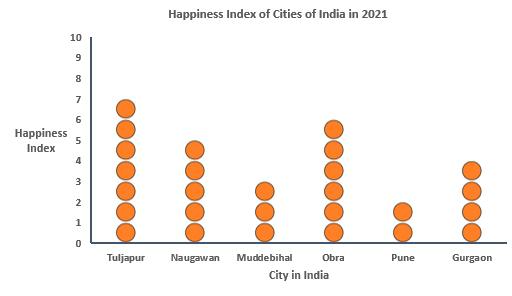 Happiness Index of Cities of India in 2021
10
9
8
7
6
5
4
3
2
1
0
Happiness
Index
Tuljapur Naugawan Muddebihal Obra Pune Gurgaon
City in India